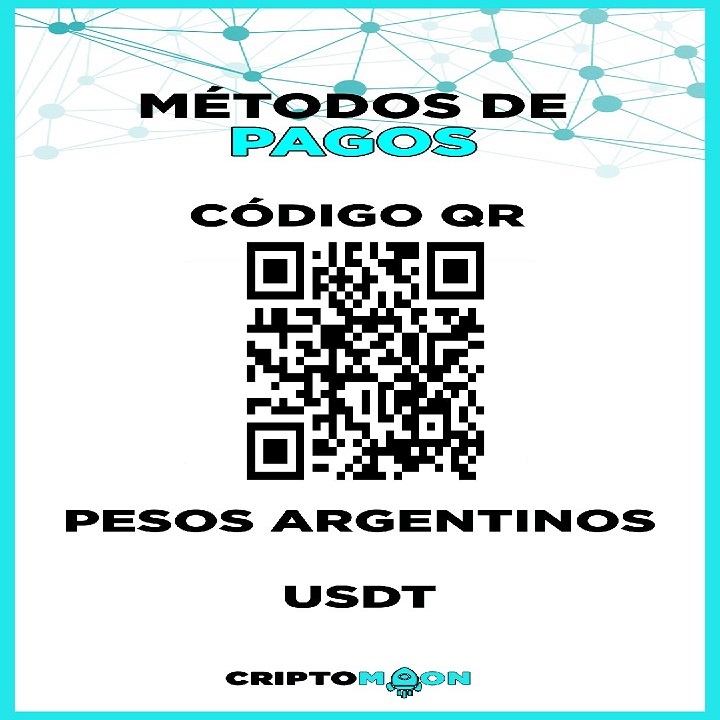 MÉTODOS DE
PAGOS
CÓDIGO QR
PESOS ARGENTINOS
USDT
CRIPTOMOON